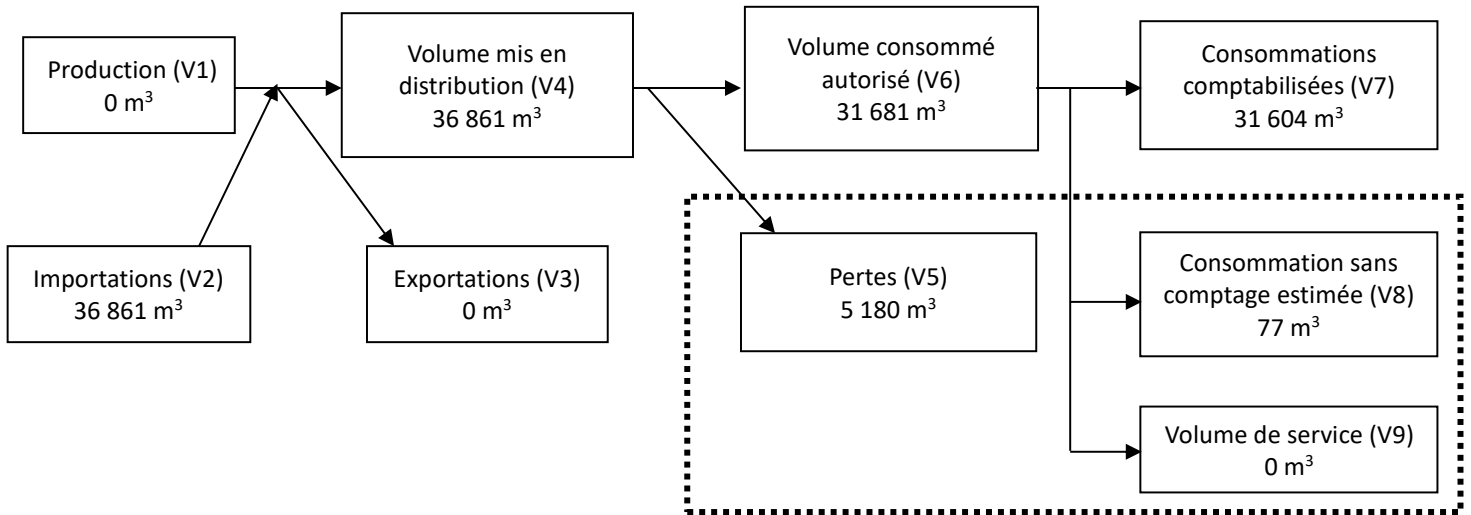 Production (V1)
0 m³
Volume mis en
distribution (V4)
36 861 m³
Volume consommé
autorisé (V6)
31 681 m³
Consommations
comptabilisées (V7)
31 604 m³
Importations (V2)
36 861 m³
Exportations (V3)
0 m³
Pertes (V5)
5 180 m³
Consommation sans
comptage estimée (V8)
77 m³
Volume de service (V9)
0 m³